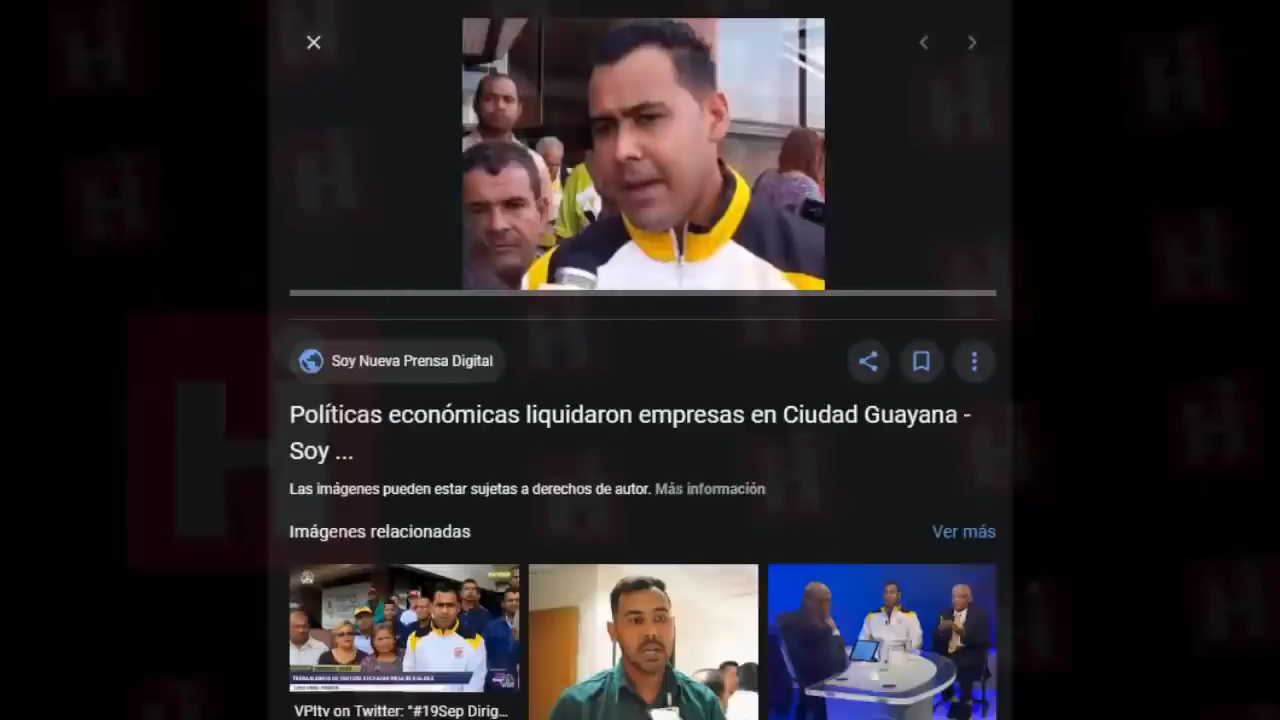 Soy Nueva Prensa Digital
Políticas económicas liquidaron empresas en Ciudad Guayana -
Soy ...
Las imágenes pueden estar sujetas a derechos de autor. Más información
Imágenes relacionadas
Ver más
VPItv on Twitter: "#19Sep Dirig...